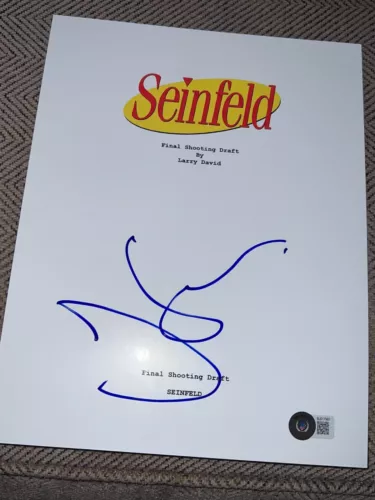 Seinfeld
Final Shooting Draft
By
Larry David
Final Shooting Draft
SEINFELD